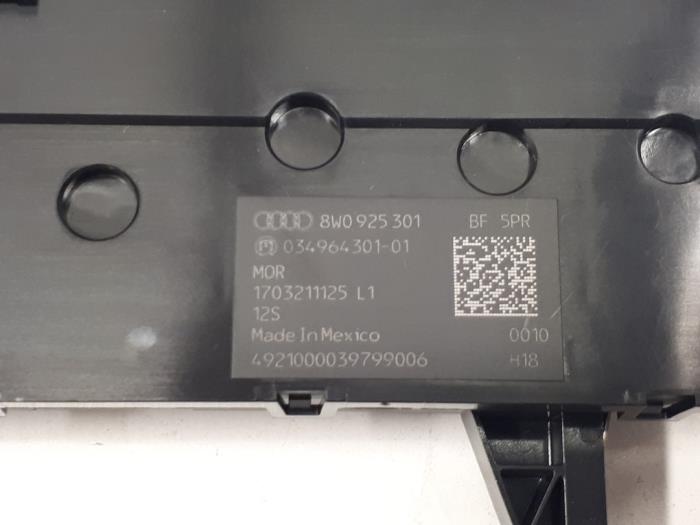 8W0 925 301 BF 5PR
034964301-01
MOR
1703211125 L1
12S
Made In Mexico 0010
4921000039799006 H18